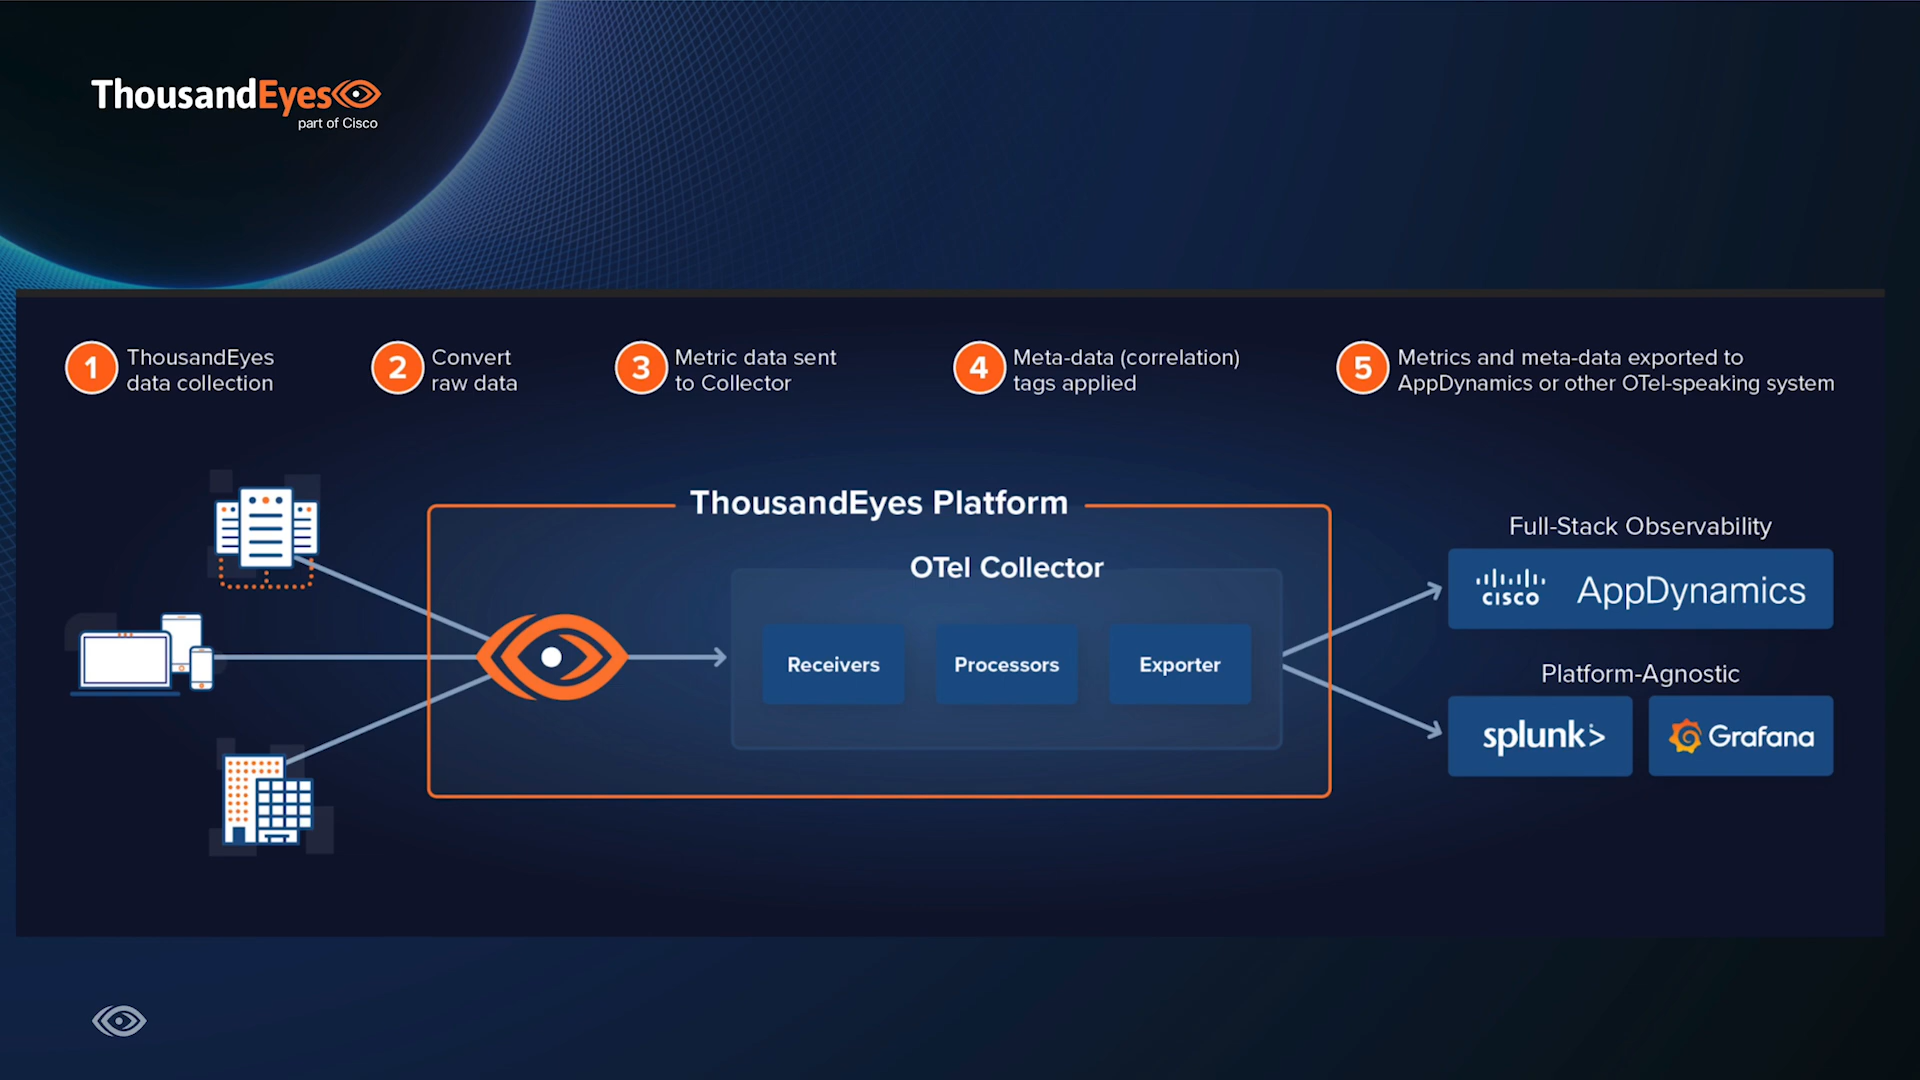 ThousandEyes
part of Cisco
1 ThousandEyes
data collection
2 Convert
raw data
3 Metric data sent
to Collector
4 Meta-data (correlation)
tags applied
5 Metrics and meta-data exported to
AppDynamics or other OTel-speaking system
ThousandEyes Platform
OTel Collector
Receivers
Processors
Exporter
Full-Stack Observability
CISCO AppDynamics
Platform-Agnostic
splunk>
Grafana